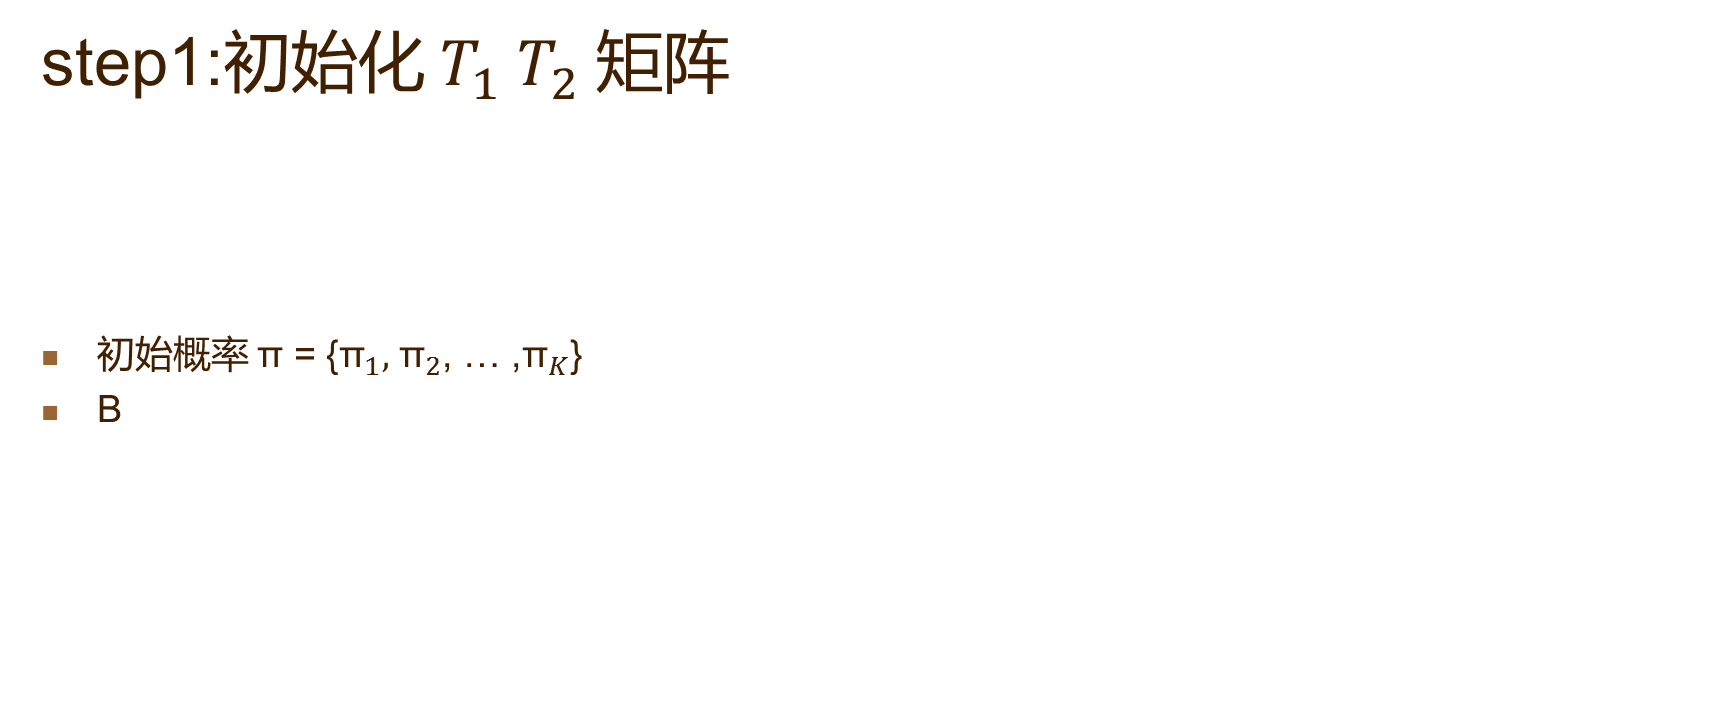 step1:初始化 T₁ T₂ 矩阵
初始概率 π = {π₁, π₂, … ,π_K}
B